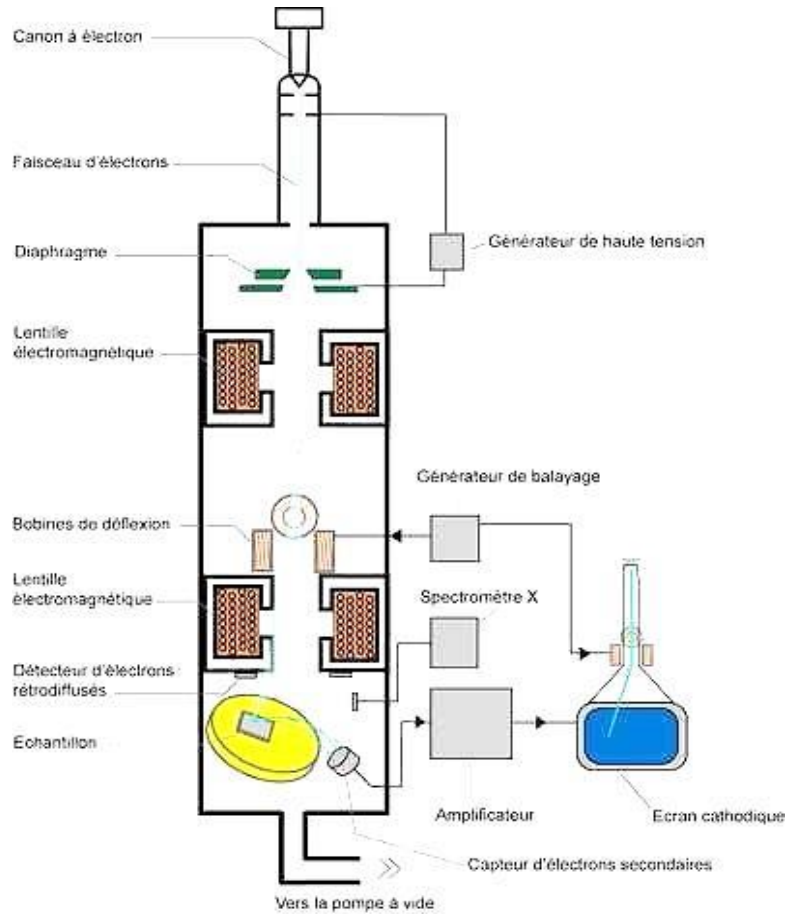 Canon à électron
Faisceau d'électrons
Générateur de haute tension
Diaphragme
Lentille
électromagnétique
Générateur de balayage
Bobines de déflexion
Lentille
électromagnétique
Spectromètre X
Détecteur d'électrons
rétrodiffusés
Echantillon
Amplificateur
Ecran cathodique
Capteur d'électrons secondaires
Vers la pompe à vide